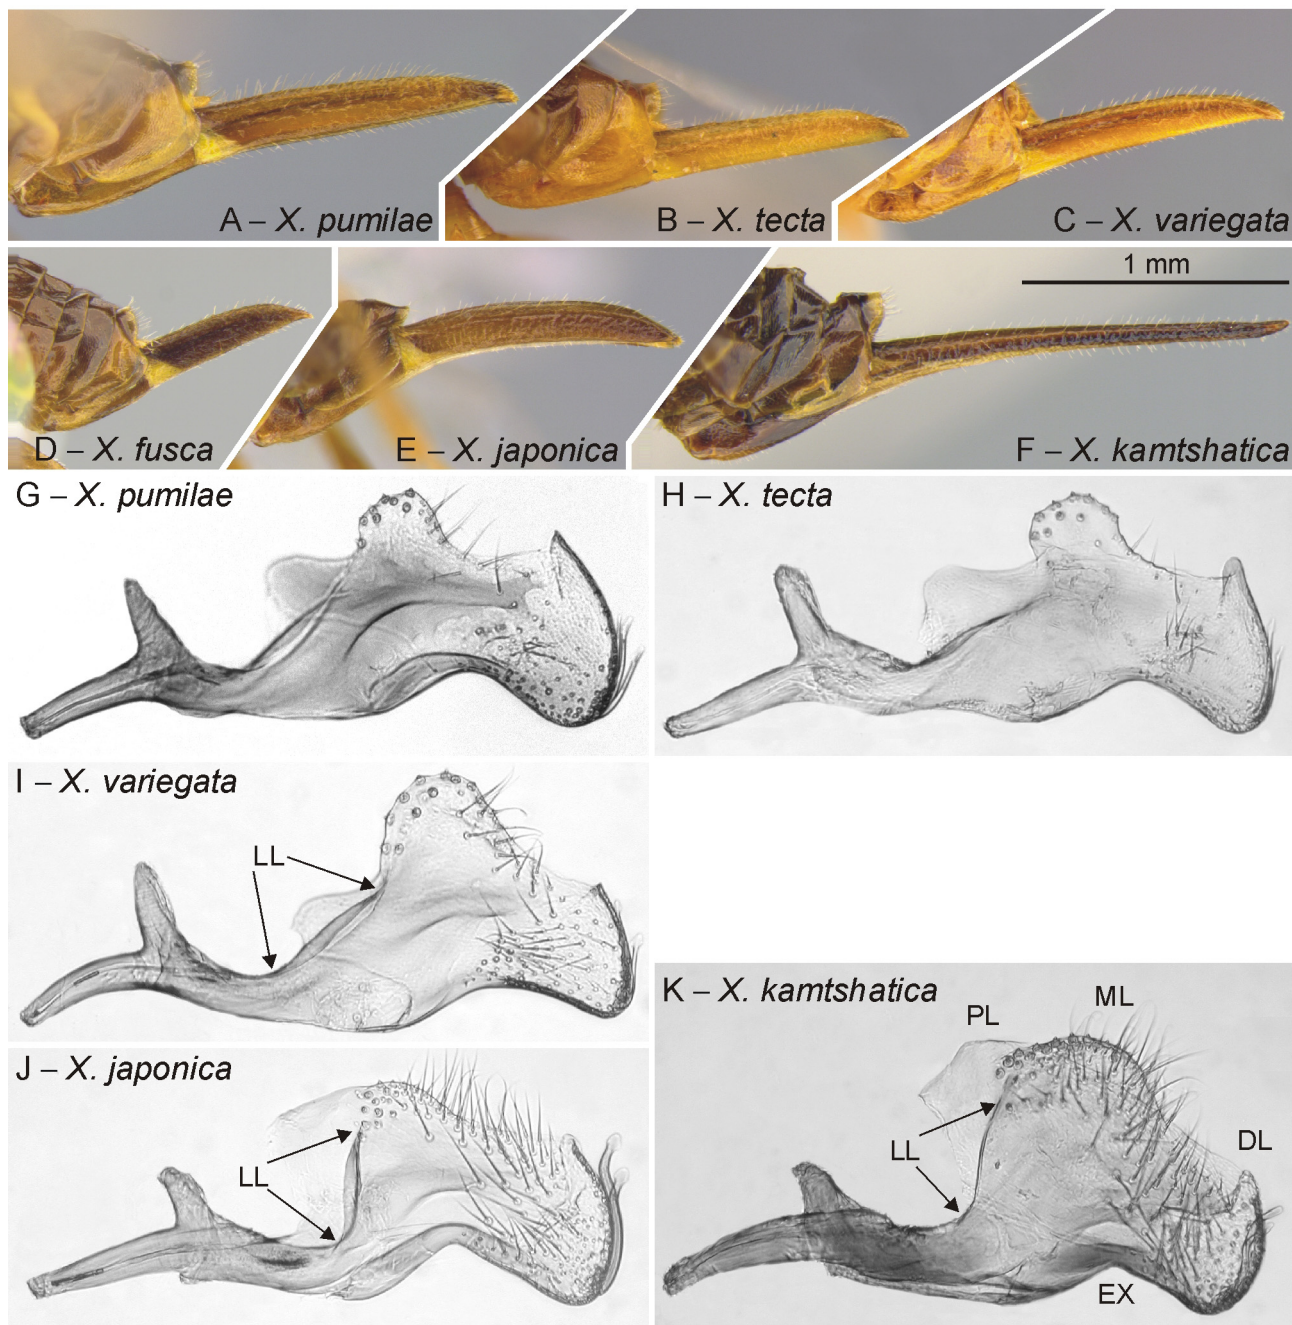 A – X. pumilae
B – X. tecta
C – X. variegata
D – X. fusca
E – X. japonica
1 mm
F – X. kamtshatica
G – X. pumilae
H – X. tecta
I – X. variegata
LL
J – X. japonica
LL
K – X. kamtshatica
PL
ML
LL
DL
EX